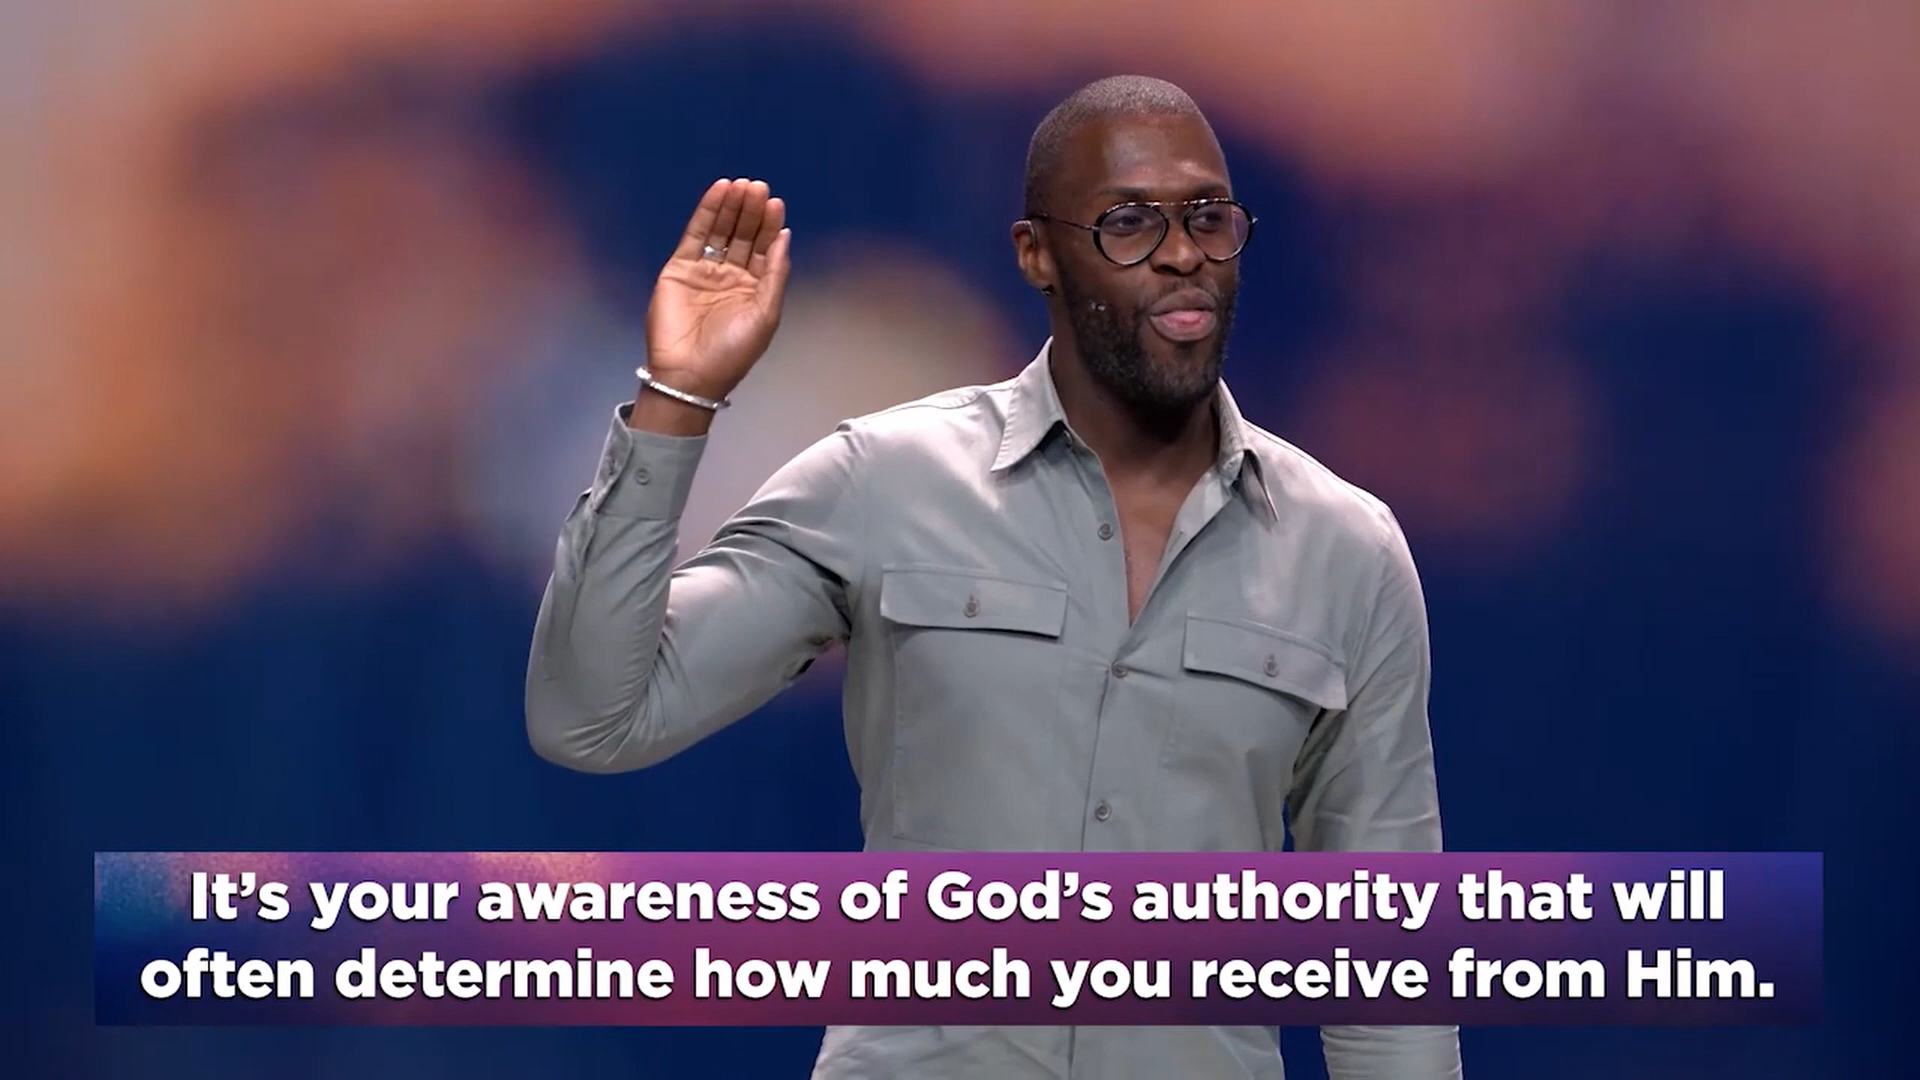 It’s your awareness of God’s authority that will
often determine how much you receive from Him.